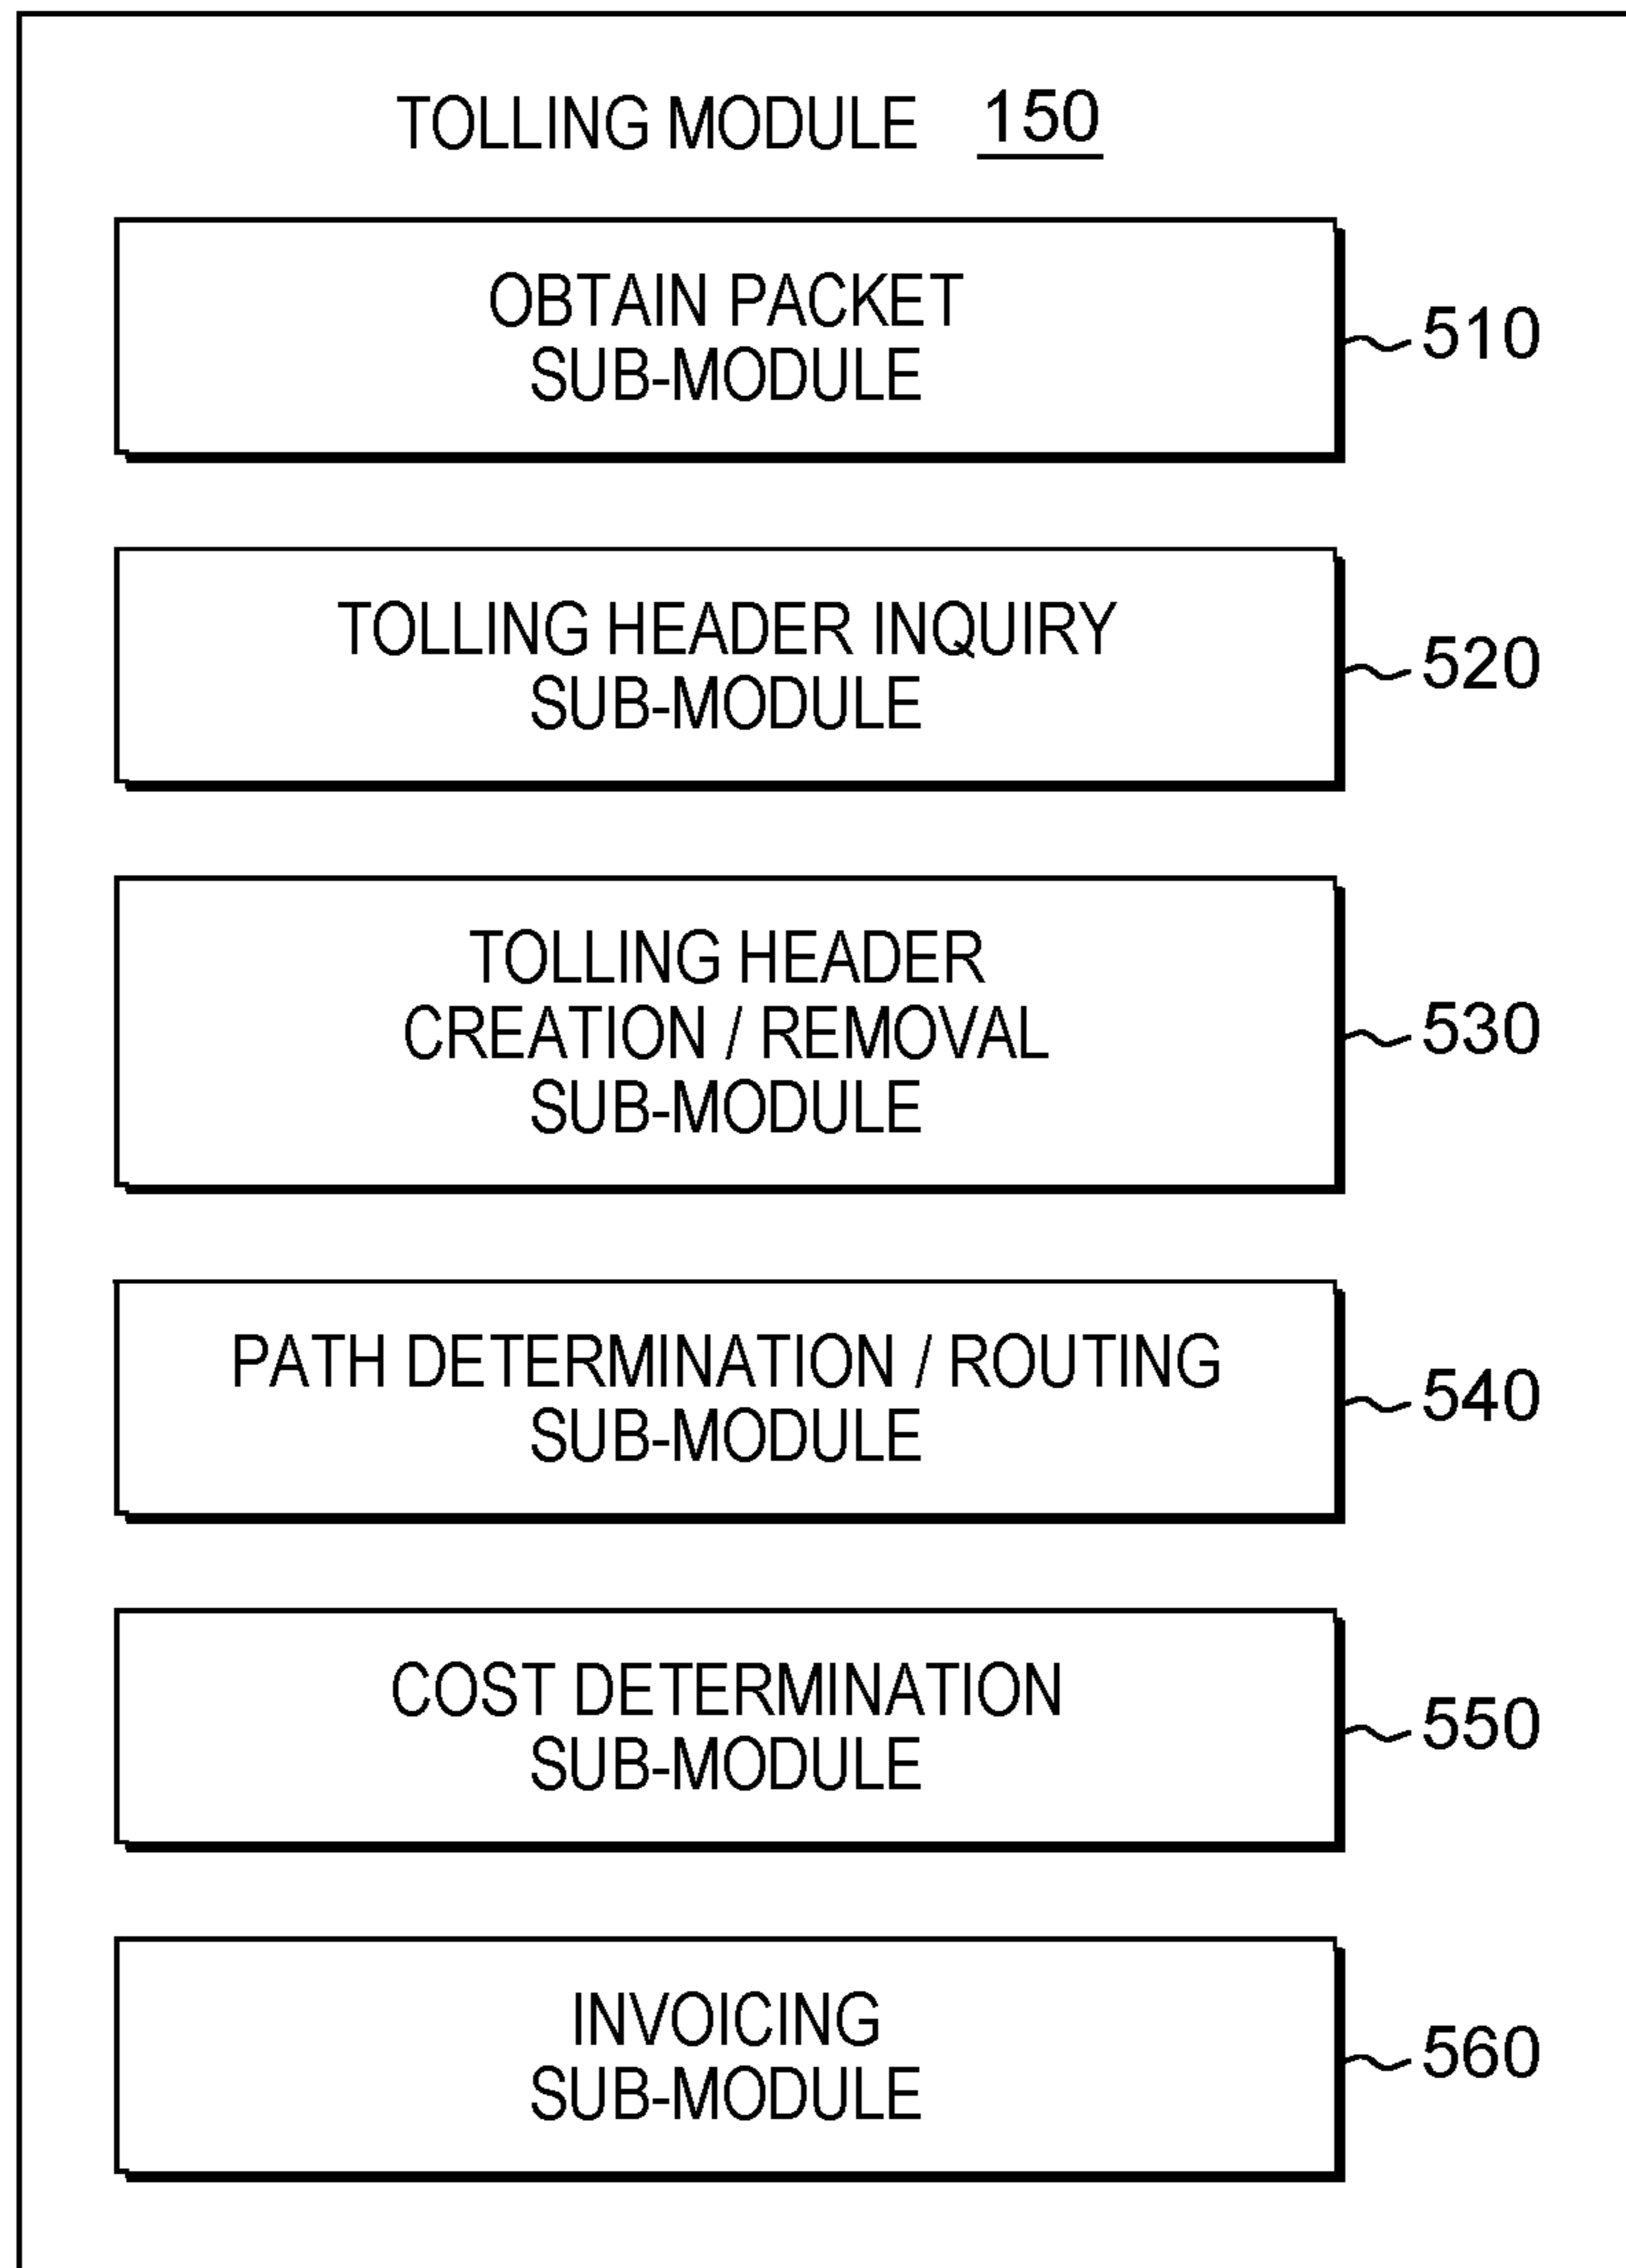 TOLLING MODULE 150
OBTAIN PACKET
SUB-MODULE
510
TOLLING HEADER INQUIRY
SUB-MODULE
520
TOLLING HEADER
CREATION / REMOVAL
SUB-MODULE
530
PATH DETERMINATION / ROUTING
SUB-MODULE
540
COST DETERMINATION
SUB-MODULE
550
INVOICING
SUB-MODULE
560